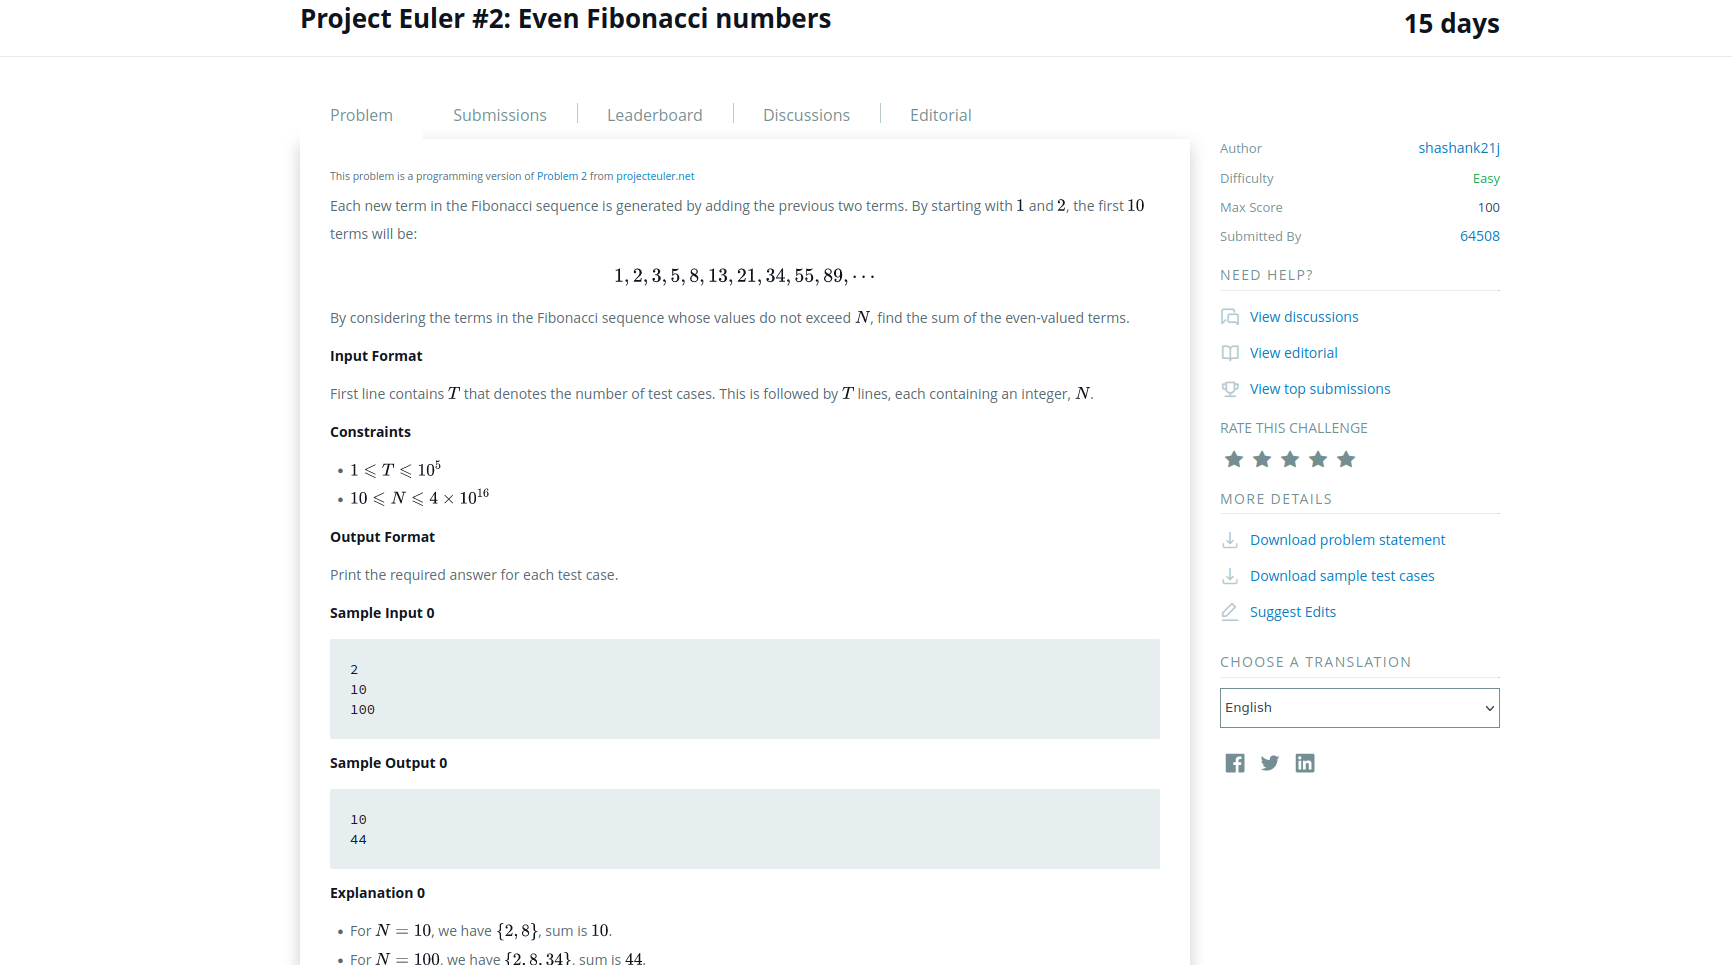 Project Euler #2: Even Fibonacci numbers
15 days
Problem
Submissions
Leaderboard
Discussions
Editorial
This problem is a programming version of Problem 2 from projecteuler.net
Each new term in the Fibonacci sequence is generated by adding the previous two terms. By starting with 1 and 2, the first 10
terms will be:
1, 2, 3, 5, 8, 13, 21, 34, 55, 89, ⋯
By considering the terms in the Fibonacci sequence whose values do not exceed N, find the sum of the even-valued terms.
Input Format
First line contains T that denotes the number of test cases. This is followed by T lines, each containing an integer, N.
Constraints
• 1 ⩽ T ⩽ 10^5
• 10 ⩽ N ⩽ 4 × 10^16
Output Format
Print the required answer for each test case.
Sample Input 0
2
10
100
Sample Output 0
10
44
Explanation 0
• For N = 10, we have {2, 8}, sum is 10.
• For N = 100, we have {2, 8, 34}, sum is 44.
Author
shashank21j
Difficulty
Easy
Max Score
100
Submitted By
64508
NEED HELP?
View discussions
View editorial
View top submissions
RATE THIS CHALLENGE
MORE DETAILS
Download problem statement
Download sample test cases
Suggest Edits
CHOOSE A TRANSLATION
English